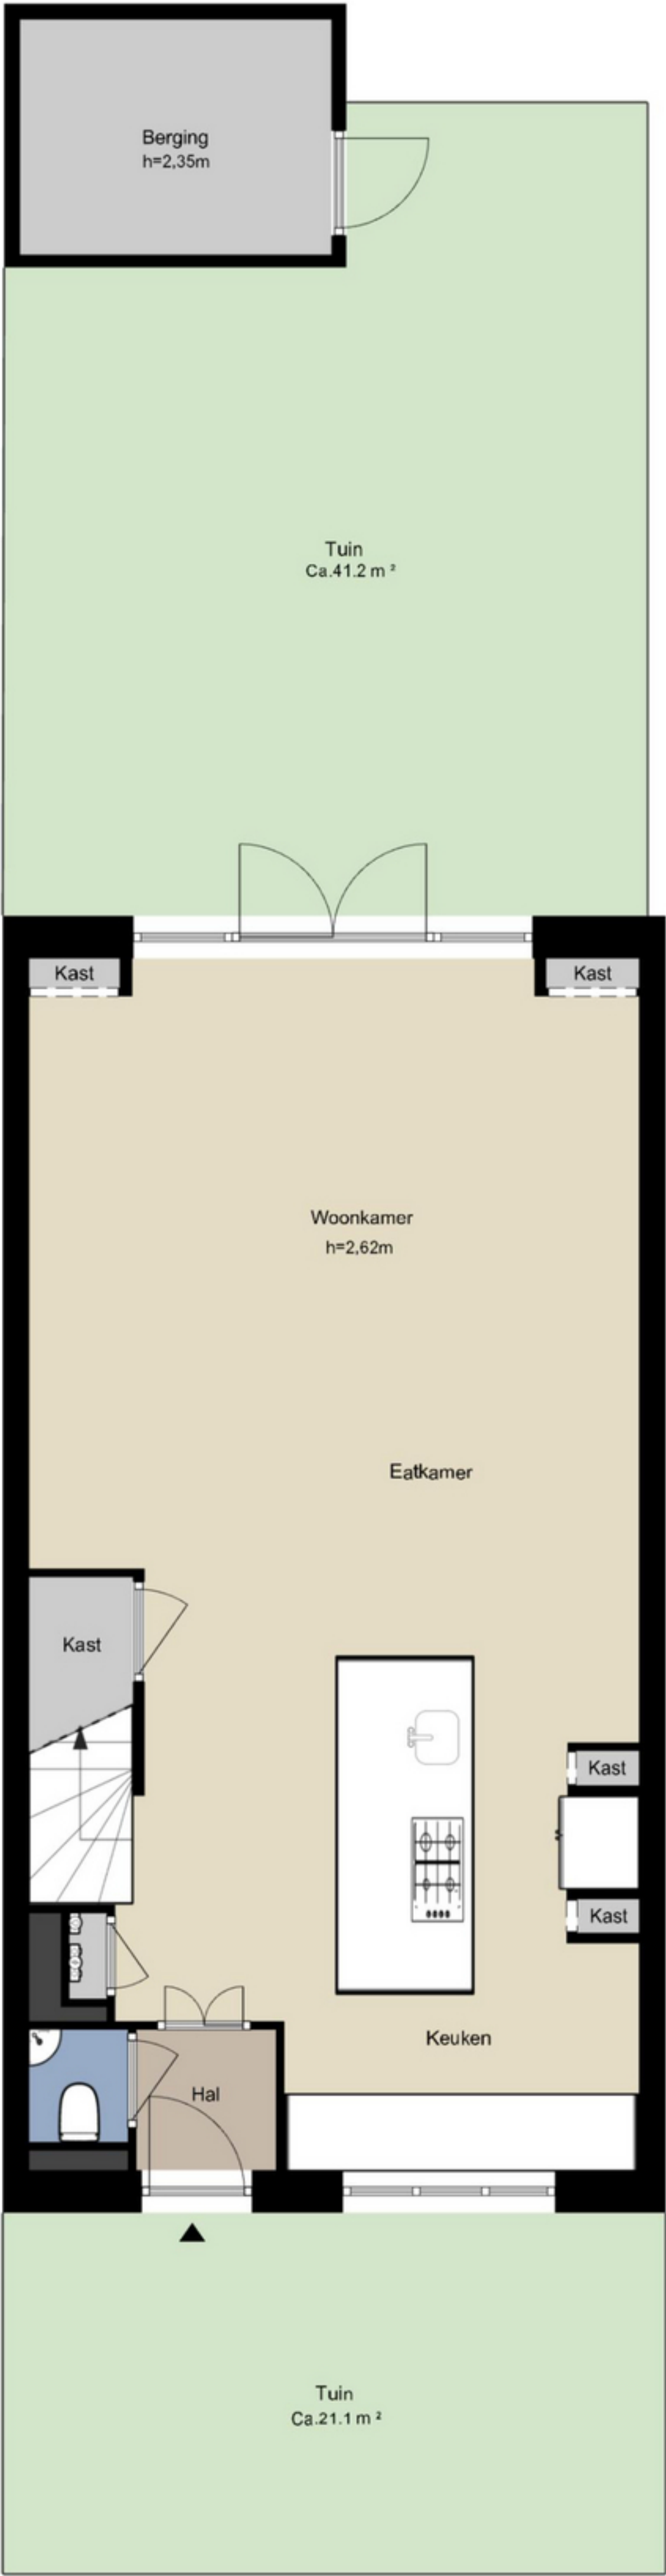 Berging
h=2,35m
Tuin
Ca.41.2 m ²
Kast
Kast
Woonkamer
h=2,62m
Eatkamer
Kast
Kast
Kast
Keuken
Hal
Tuin
Ca.21.1 m ²